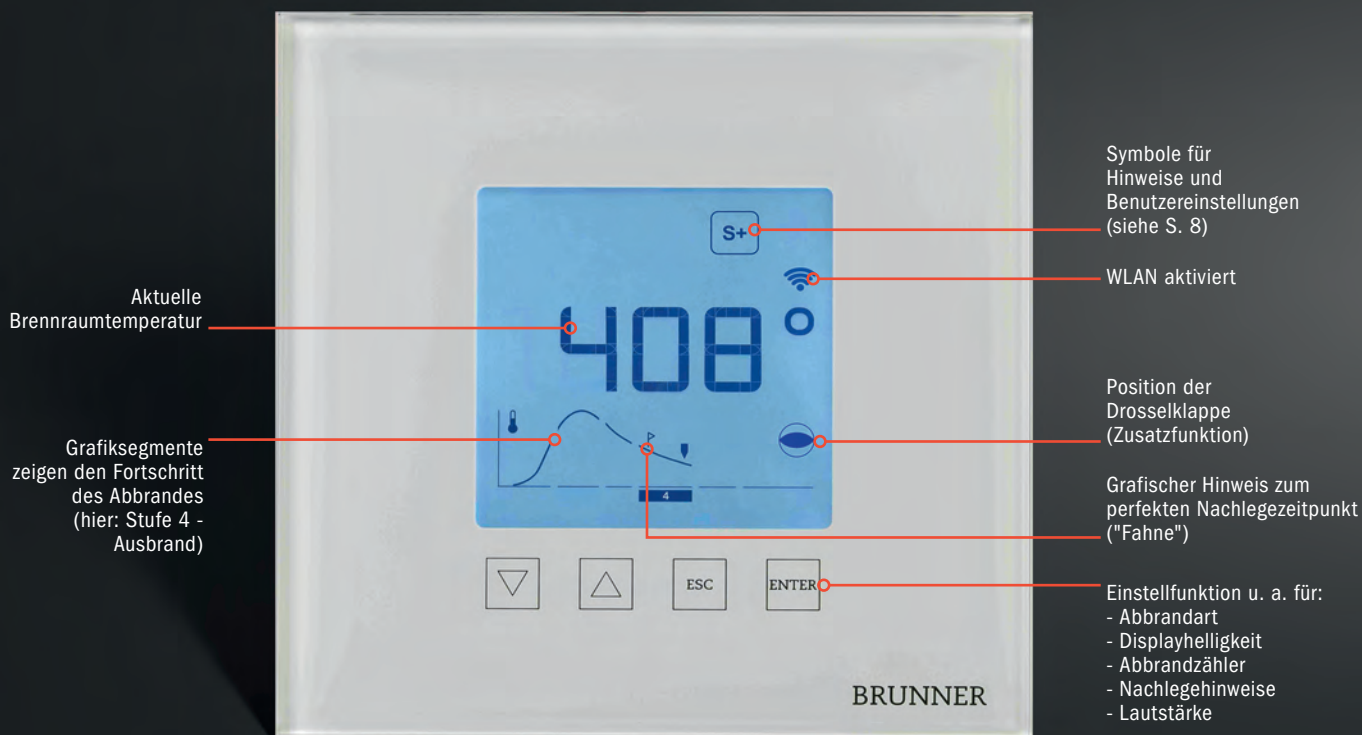 Aktuelle
Brennraumtemperatur
Grafiksegmente
zeigen den Fortschritt
des Abbrandes
(hier: Stufe 4 -
Ausbrand)
S+
408 °
4
ESC
ENTER
BRUNNER
Symbole für
Hinweise und
Benutzereinstellungen
(siehe S. 8)
WLAN aktiviert
Position der
Drosselklappe
(Zusatzfunktion)
Grafischer Hinweis zum
perfekten Nachlegezeitpunkt
("Fahne")
Einstellfunktion u. a. für:
- Abbrandart
- Displayhelligkeit
- Abbrandzähler
- Nachlegehinweise
- Lautstärke